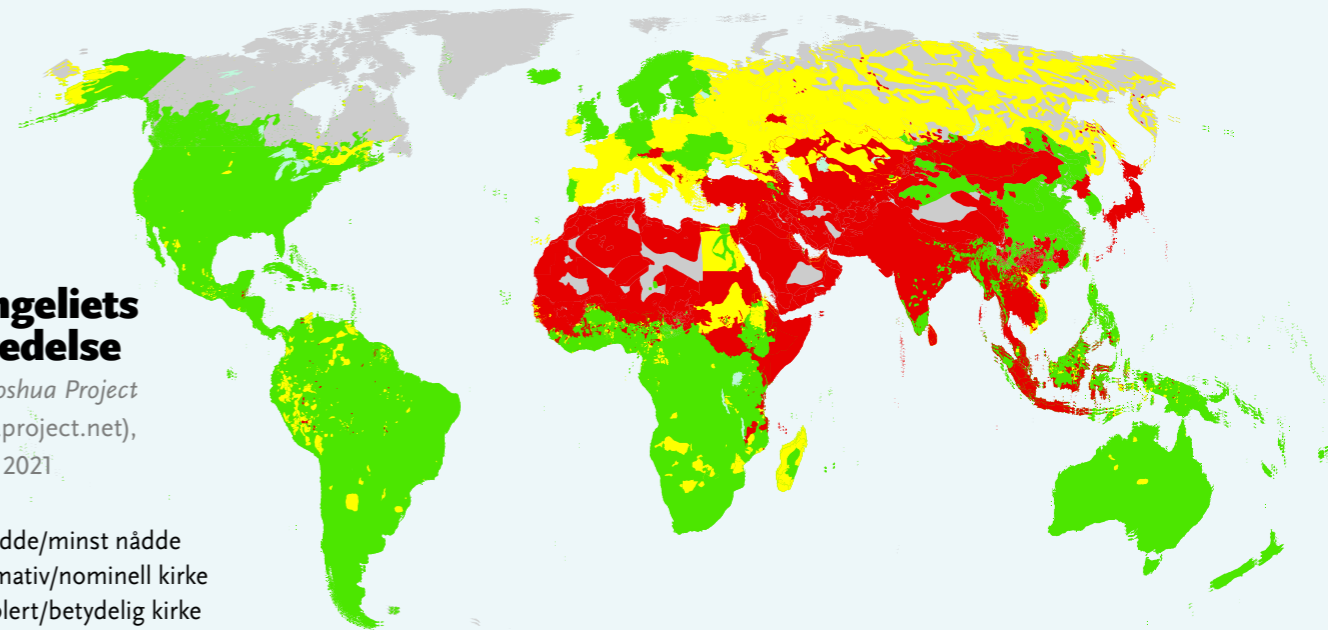 ngeliets
edelse
oshua Project
project.net),
2021
dde/minst nådde
mativ/nominell kirke
olert/betydelig kirke